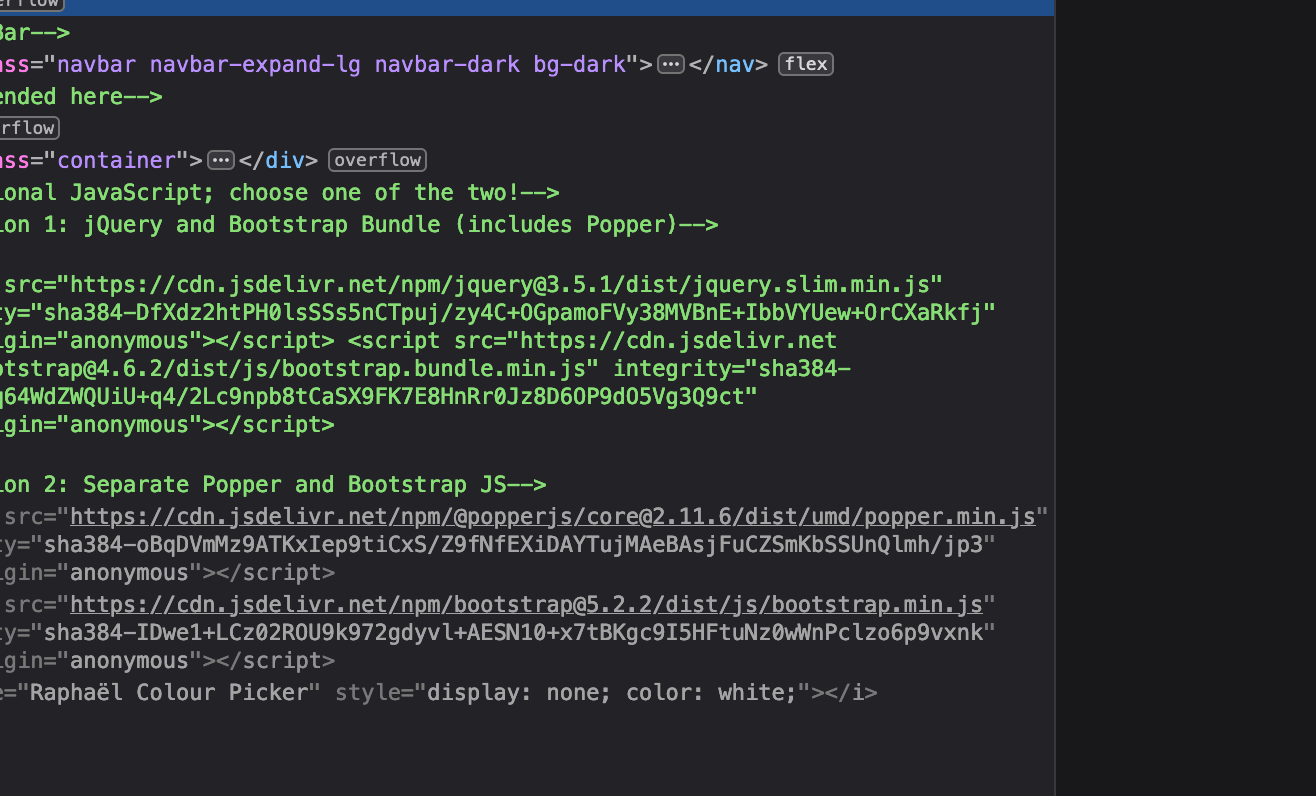 erflow
Bar-->
ass="navbar navbar-expand-lg navbar-dark bg-dark">···</nav> flex
ended here-->
rflow
ass="container">···</div> overflow
ional JavaScript; choose one of the two!-->
ion 1: jQuery and Bootstrap Bundle (includes Popper)-->
src="https://cdn.jsdelivr.net/npm/jquery@3.5.1/dist/jquery.slim.min.js"
ty="sha384-DfXdz2htPH0lsSSs5nCTpuj/zy4C+OGpamoFVy38MVBnE+IbbVYUew+OrCXaRkfj"
igin="anonymous"></script> <script src="https://cdn.jsdelivr.net
otstrap@4.6.2/dist/js/bootstrap.bundle.min.js" integrity="sha384-
q64WdZWQUiU+q4/2Lc9npb8tCaSX9FK7E8HnRr0Jz8D6OP9dO5Vg3Q9ct"
igin="anonymous"></script>
ion 2: Separate Popper and Bootstrap JS-->
src="https://cdn.jsdelivr.net/npm/@popperjs/core@2.11.6/dist/umd/popper.min.js"
ty="sha384-oBqDVmMz9ATKxIep9tiCxS/Z9fNfEXiDAYTujMAeBAsjFuCZSmKbSSUnQlmh/jp3"
igin="anonymous"></script>
src="https://cdn.jsdelivr.net/npm/bootstrap@5.2.2/dist/js/bootstrap.min.js"
ty="sha384-IDwe1+LCz02ROU9k972gdyvl+AESN10+x7tBKgc9I5HFtuNz0wWnPclzo6p9vxnk"
igin="anonymous"></script>
e="Raphaël Colour Picker" style="display: none; color: white;"></i>